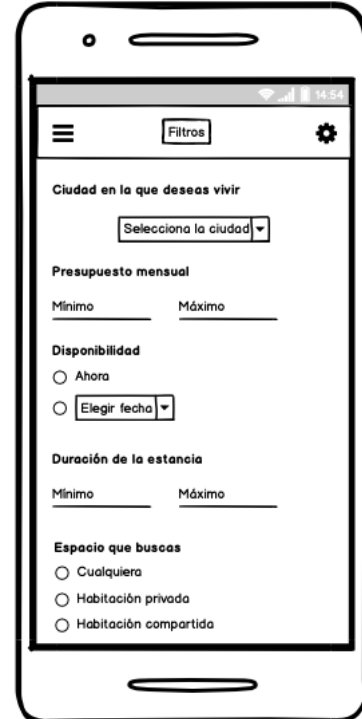 14:54
Filtros
Ciudad en la que deseas vivir
Selecciona la ciudad
Presupuesto mensual
Mínimo Máximo
Disponibilidad
Ahora
Elegir fecha
Duración de la estancia
Mínimo Máximo
Espacio que buscas
Cualquiera
Habitación privada
Habitación compartida